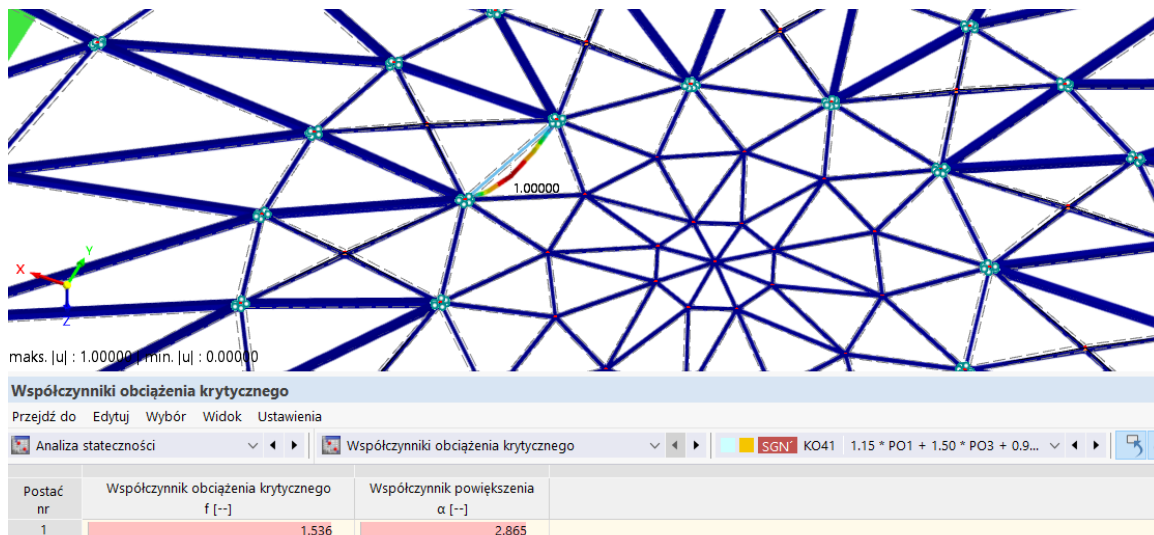 1.00000
X
Y
Z
maks. |u| : 1.00000 | min. |u| : 0.00000
Współczynniki obciążenia krytycznego
Przejdź do Edytuj Wybór Widok Ustawienia
Analiza stateczności Współczynniki obciążenia krytycznego SGN´ KO41 1.15 * PO1 + 1.50 * PO3 + 0.9...
Postać Współczynnik obciążenia krytycznego Współczynnik powiększenia
nr f [--] α [--]
1 1.536 2.865